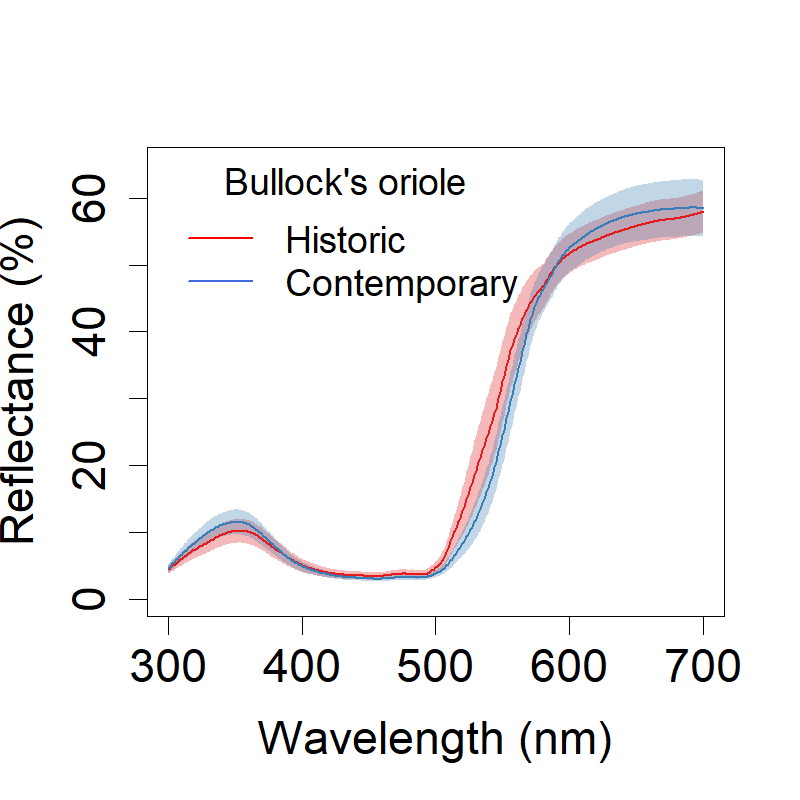 Bullock's oriole
Historic
Contemporary
Reflectance (%)
60
40
20
0
300 400 500 600 700
Wavelength (nm)